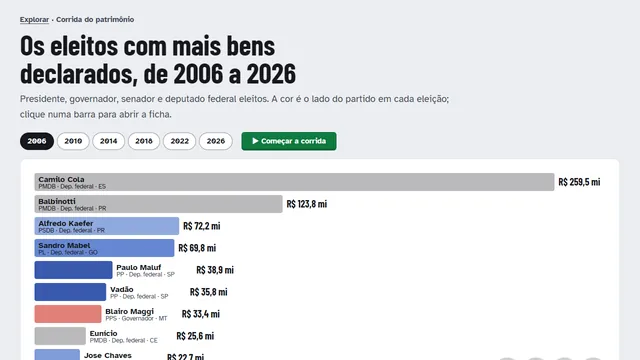 Explorar · Corrida do patrimônio
Os eleitos com mais bens
declarados, de 2006 a 2026
Presidente, governador, senador e deputado federal eleitos. A cor é o lado do partido em cada eleição;
clique numa barra para abrir a ficha.
2006 2010 2014 2018 2022 2026 ▶ Começar a corrida
Camilo Cola
PMDB · Dep. federal · ES
R$ 259,5 mi
Balbinotti
PMDB · Dep. federal · PR
R$ 123,8 mi
Alfredo Kaefer
PSDB · Dep. federal · PR
R$ 72,2 mi
Sandro Mabel
PL · Dep. federal · GO
R$ 69,8 mi
Paulo Maluf
PP · Dep. federal · SP
R$ 38,9 mi
Vadão
PP · Dep. federal · SP
R$ 35,8 mi
Blairo Maggi
PPS · Governador · MT
R$ 33,4 mi
Eunício
PMDB · Dep. federal · CE
R$ 25,6 mi
Jose Chaves
R$ 22,7 mi